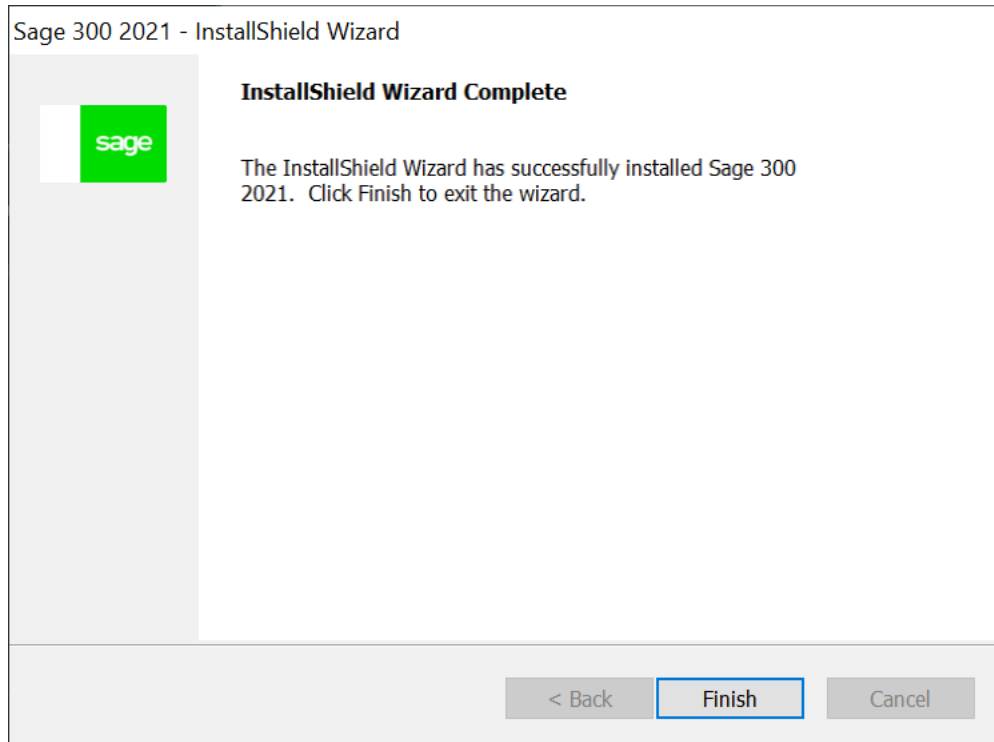 Sage 300 2021 - InstallShield Wizard
sage
InstallShield Wizard Complete
The InstallShield Wizard has successfully installed Sage 300
2021.  Click Finish to exit the wizard.
< Back
Finish
Cancel